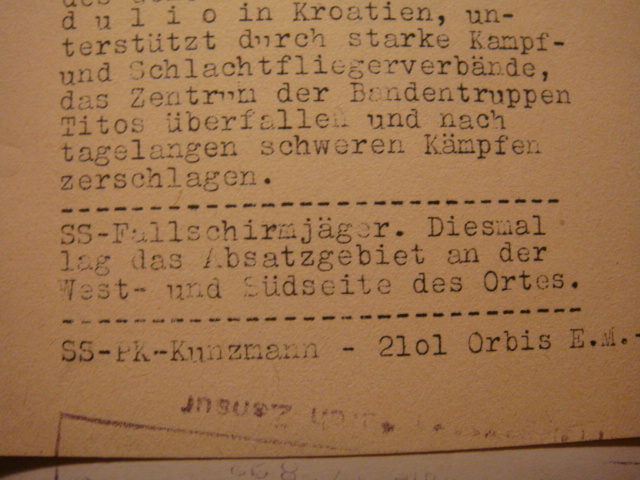 d u l i o in Kroatien, un-
terstützt durch starke Kampf-
und Schlachtfliegerverbände,
das Zentrum der Bandentruppen
Titos überfallen und nach
tagelangen schweren Kämpfen
zerschlagen.
SS-Fallschirmjäger. Diesmal
lag das Absatzgebiet an der
West- und Südseite des Ortes.
SS-PK-Kunzmann - 2lol Orbis E.M.-
Zensur